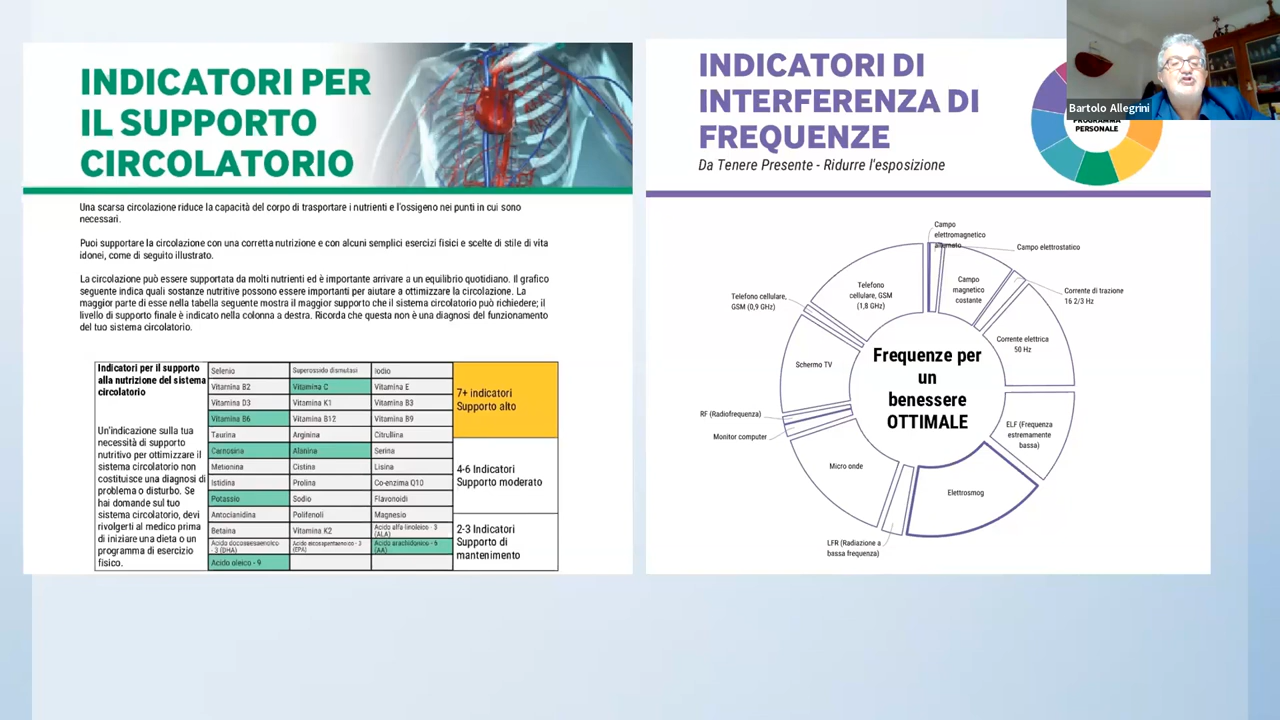 INDICATORI PER
IL SUPPORTO
CIRCOLATORIO
Una scarsa circolazione riduce la capacità del corpo di trasportare i nutrienti e l'ossigeno nei punti in cui sono
necessari.
Puoi supportare la circolazione con una corretta nutrizione e con alcuni semplici esercizi fisici e scelte di stile di vita
idonei, come di seguito illustrato.
La circolazione può essere supportata da molti nutrienti ed è importante arrivare a un equilibrio quotidiano. Il grafico
seguente indica quali sostanze nutritive possono essere importanti per aiutare a ottimizzare la circolazione. La
maggior parte di esse nella tabella seguente mostra il maggior supporto che il sistema circolatorio può richiedere; il
livello di supporto finale è indicato nella colonna a destra. Ricorda che questa non è una diagnosi del funzionamento
del tuo sistema circolatorio.
Indicatori per il supporto
alla nutrizione del sistema
circolatorio
Un'indicazione sulla tua
necessità di supporto
nutritivo per ottimizzare il
sistema circolatorio non
costituisce una diagnosi di
problema o disturbo. Se
hai domande sul tuo
sistema circolatorio, devi
rivolgerti al medico prima
di iniziare una dieta o un
programma di esercizio
fisico.
Selenio Superossido dismutasi Iodio
Vitamina B2 Vitamina C Vitamina E
Vitamina D3 Vitamina K1 Vitamina B3
Vitamina B6 Vitamina B12 Vitamina B9
Taurina Arginina Citrullina
Carnosina Alanina Serina
Metionina Cistina Lisina
Istidina Prolina Co-enzima Q10
Potassio Sodio Flavonoidi
Antocianidina Polifenoli Magnesio
Betaina Vitamina K2 Acido alfa-linoleico - 3
(ALA)
Acido docosaesaenoico
- 3 (DHA)
Acido eicosapentaenoico - 3
(EPA)
Acido arachidonico - 6
(AA)
Acido oleico - 9
7+ indicatori
Supporto alto
4-6 Indicatori
Supporto moderato
2-3 Indicatori
Supporto di
mantenimento
INDICATORI DI
INTERFERENZA DI
FREQUENZE
Da Tenere Presente - Ridurre l'esposizione
PERSONALE
Bartolo Allegrini
Campo
elettromagnetico
alternato
Campo elettrostatico
Campo
magnetico
costante
Corrente di trazione
16 2/3 Hz
Corrente elettrica
50 Hz
ELF (Frequenza
estremamente
bassa)
Elettrosmog
LFR (Radiazione a
bassa frequenza)
Micro onde
Monitor computer
RF (Radiofrequenza)
Schermo TV
Telefono cellulare,
GSM (0,9 GHz)
Telefono
cellulare, GSM
(1,8 GHz)
Frequenze per
un
benessere
OTTIMALE